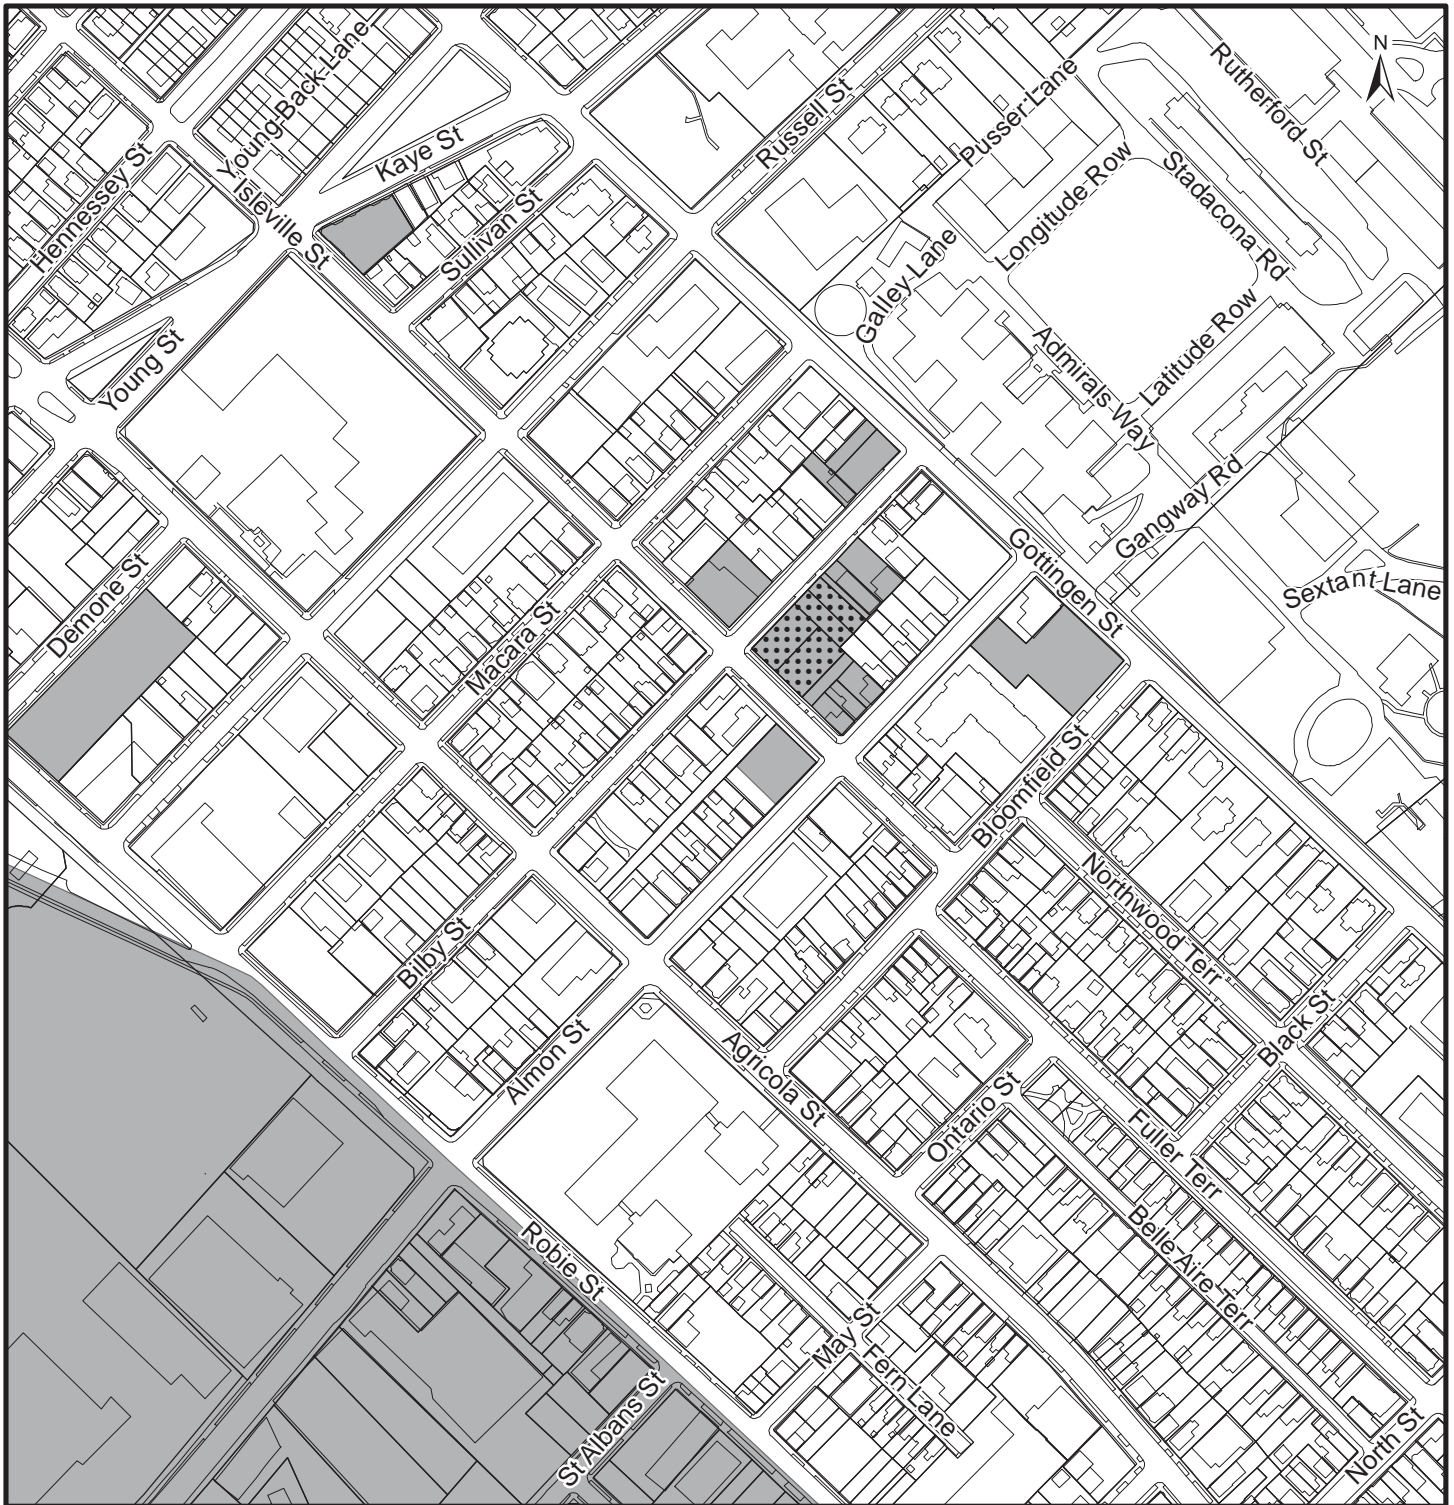 N
Young-Back-Lane
Rutherford St
Russell St
Pusser Lane
Kaye St
Hennessey St
Isleville St
Longitude Row
Stadacona Rd
Sullivan St
Galley Lane
Young St
Latitude Row
Admirals Way
Gangway Rd
Gottingen St
Sextant Lane
Demone St
Macara St
Bloomfield St
Northwood Terr
Bilby St
Black St
Almon St
Agricola St
Ontario St
Fuller Terr
Robie St
Belle Aire Terr
May St
Fern Lane
St Albans St
North St